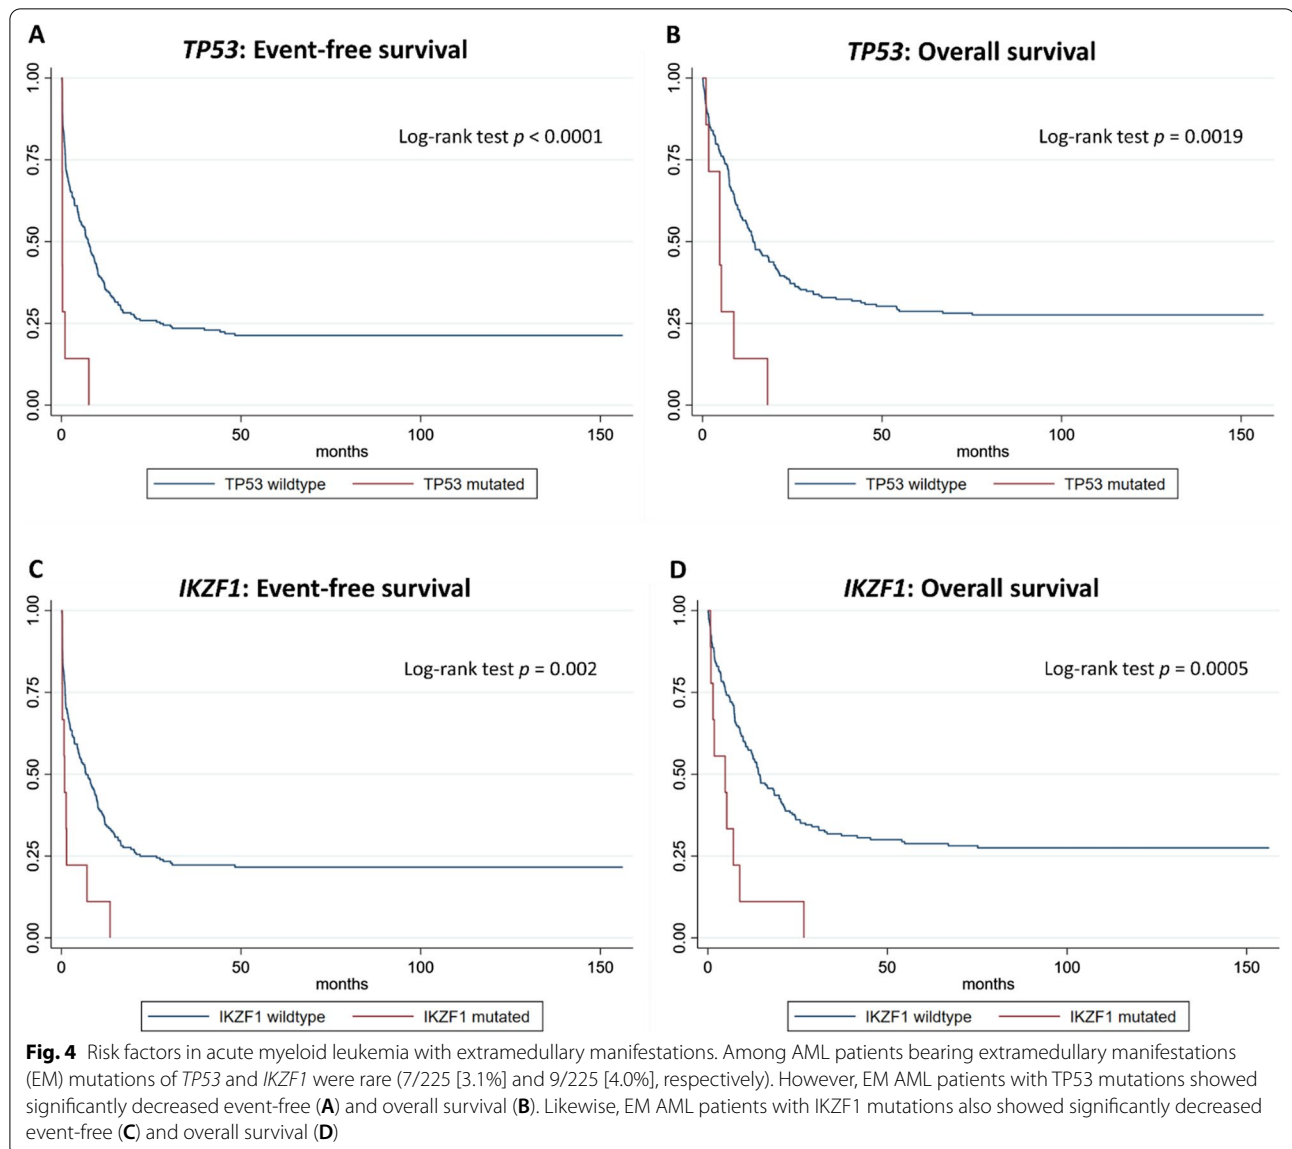 A
TP53: Event-free survival
Log-rank test p < 0.0001
1.00
0.75
0.50
0.25
0.00
0 50 100 150
months
TP53 wildtype TP53 mutated
B
TP53: Overall survival
Log-rank test p = 0.0019
1.00
0.75
0.50
0.25
0.00
0 50 100 150
months
TP53 wildtype TP53 mutated
C
IKZF1: Event-free survival
Log-rank test p = 0.002
1.00
0.75
0.50
0.25
0.00
0 50 100 150
months
IKZF1 wildtype IKZF1 mutated
D
IKZF1: Overall survival
Log-rank test p = 0.0005
1.00
0.75
0.50
0.25
0.00
0 50 100 150
months
IKZF1 wildtype IKZF1 mutated
Fig. 4 Risk factors in acute myeloid leukemia with extramedullary manifestations. Among AML patients bearing extramedullary manifestations
(EM) mutations of TP53 and IKZF1 were rare (7/225 [3.1%] and 9/225 [4.0%], respectively). However, EM AML patients with TP53 mutations showed
significantly decreased event-free (A) and overall survival (B). Likewise, EM AML patients with IKZF1 mutations also showed significantly decreased
event-free (C) and overall survival (D)